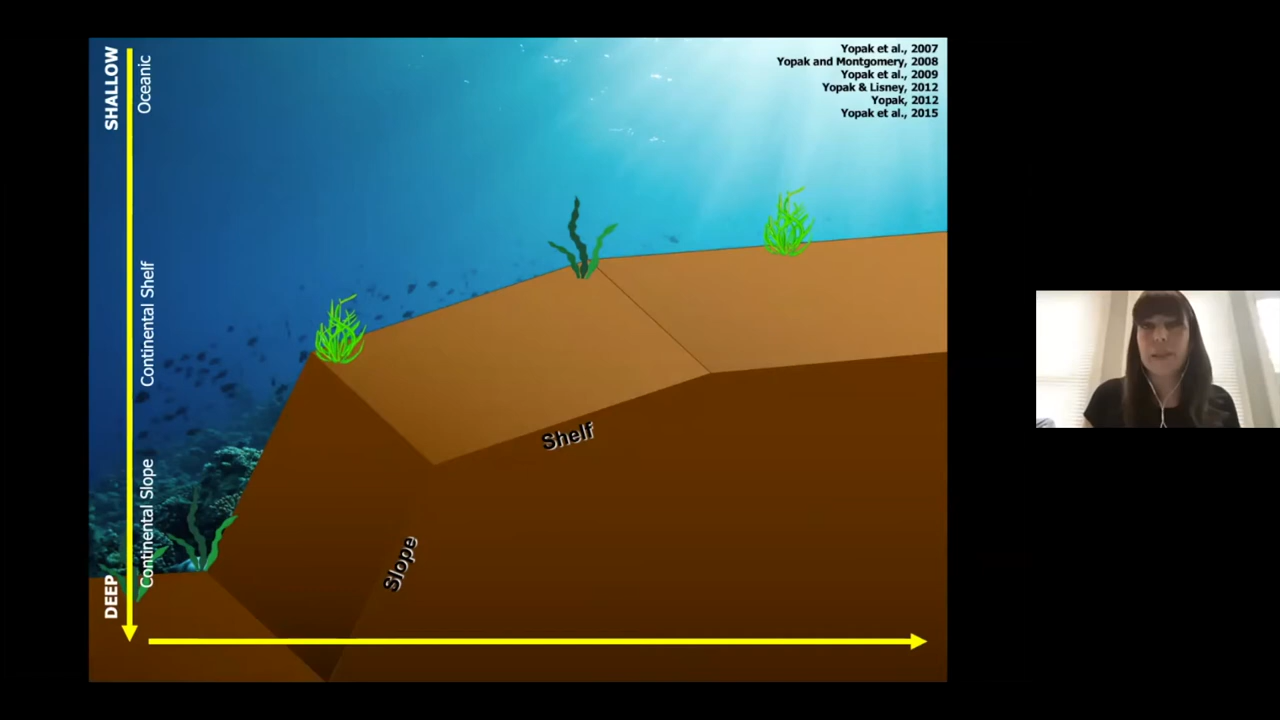 SHALLOW
Oceanic
Continental Shelf
Continental Slope
DEEP
Yopak et al., 2007
Yopak and Montgomery, 2008
Yopak et al., 2009
Yopak & Lisney, 2012
Yopak, 2012
Yopak et al., 2015
Shelf
Slope